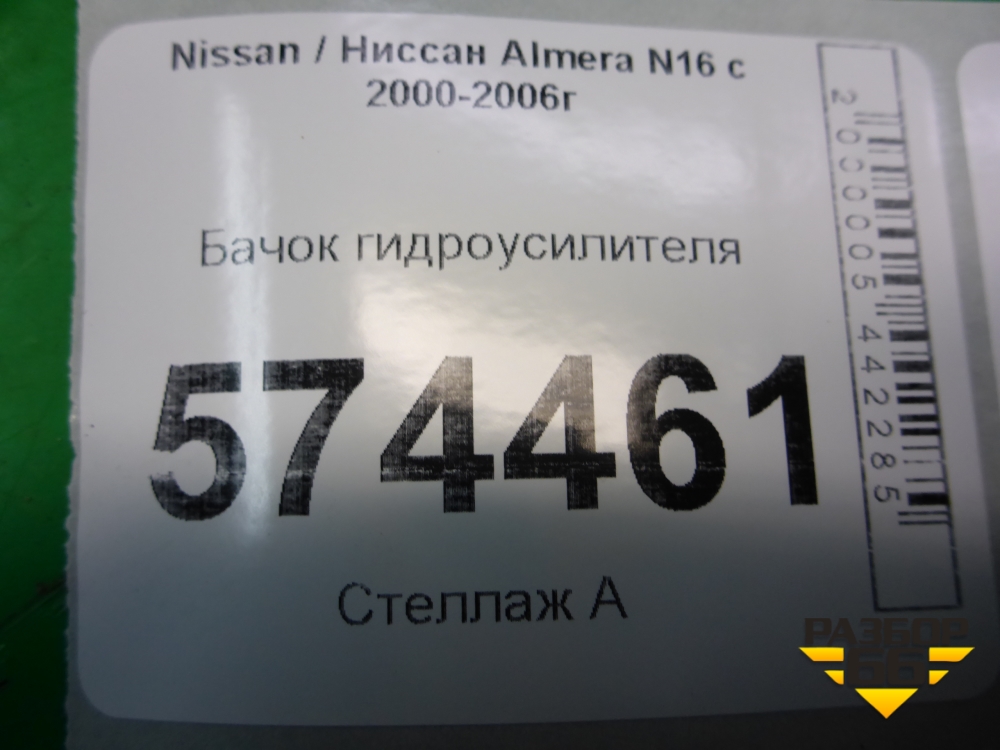 Nissan / Ниссан Almera N16 с
2000-2006г
Бачок гидроусилителя
574461
Стеллаж А
2000005442285
РАЗБОР
66